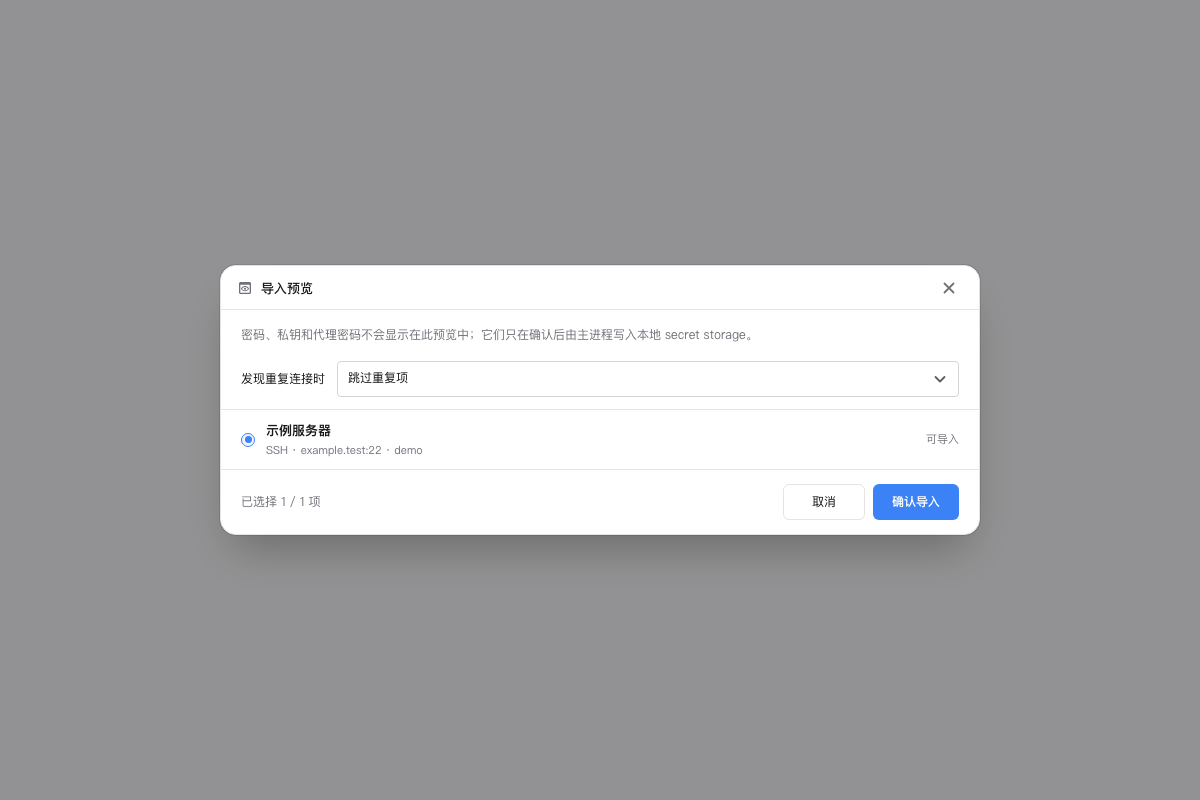 导入预览
密码、私钥和代理密码不会显示在此预览中；它们只在确认后由主进程写入本地 secret storage。
发现重复连接时
跳过重复项
示例服务器
SSH · example.test:22 · demo
可导入
已选择 1 / 1 项
取消
确认导入